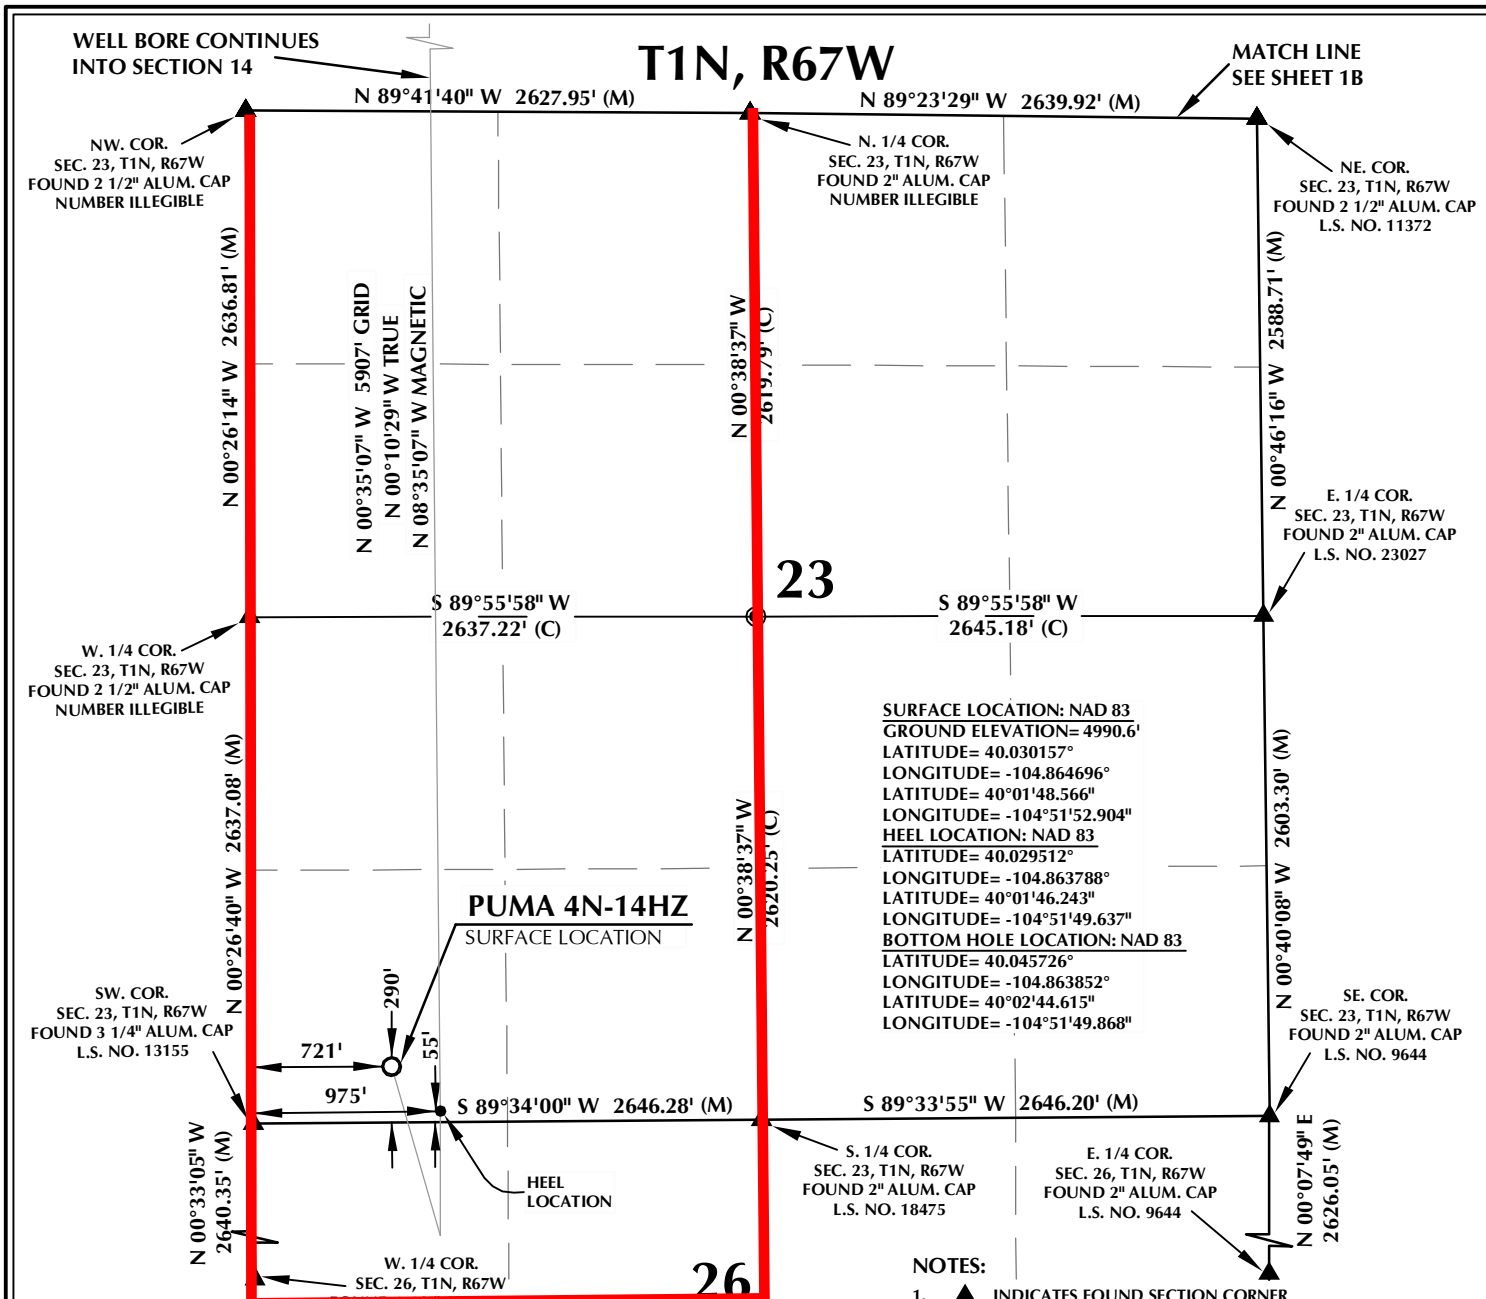 WELL BORE CONTINUES
INTO SECTION 14
T1N, R67W
MATCH LINE
SEE SHEET 1B
N 89°41'40" W 2627.95' (M)
N 89°23'29" W 2639.92' (M)
NW. COR.
SEC. 23, T1N, R67W
FOUND 2 1/2" ALUM. CAP
NUMBER ILLEGIBLE
N. 1/4 COR.
SEC. 23, T1N, R67W
FOUND 2" ALUM. CAP
NUMBER ILLEGIBLE
NE. COR.
SEC. 23, T1N, R67W
FOUND 2 1/2" ALUM. CAP
L.S. NO. 11372
N 00°26'14" W 2636.81' (M)
N 00°35'07" W 5907' GRID
N 00°10'29" W TRUE
N 08°35'07" W MAGNETIC
N 00°38'37" W
2619.79' (C)
N 00°46'16" W 2588.71' (M)
E. 1/4 COR.
SEC. 23, T1N, R67W
FOUND 2" ALUM. CAP
L.S. NO. 23027
23
S 89°55'58" W
2637.22' (C)
S 89°55'58" W
2645.18' (C)
W. 1/4 COR.
SEC. 23, T1N, R67W
FOUND 2 1/2" ALUM. CAP
NUMBER ILLEGIBLE
SURFACE LOCATION: NAD 83
GROUND ELEVATION= 4990.6'
LATITUDE= 40.030157°
LONGITUDE= -104.864696°
LATITUDE= 40°01'48.566"
LONGITUDE= -104°51'52.904"
HEEL LOCATION: NAD 83
LATITUDE= 40.029512°
LONGITUDE= -104.863788°
LATITUDE= 40°01'46.243"
LONGITUDE= -104°51'49.637"
BOTTOM HOLE LOCATION: NAD 83
LATITUDE= 40.045726°
LONGITUDE= -104.863852°
LATITUDE= 40°02'44.615"
LONGITUDE= -104°51'49.868"
N 00°26'40" W 2637.08' (M)
N 00°38'37" W
2620.25' (C)
N 00°40'08" W 2603.30' (M)
PUMA 4N-14HZ
SURFACE LOCATION
SW. COR.
SEC. 23, T1N, R67W
FOUND 3 1/4" ALUM. CAP
L.S. NO. 13155
SE. COR.
SEC. 23, T1N, R67W
FOUND 2" ALUM. CAP
L.S. NO. 9644
290'
55'
721'
975'
S 89°34'00" W 2646.28' (M)
S 89°33'55" W 2646.20' (M)
N 00°33'05" W
2640.35' (M)
HEEL
LOCATION
S. 1/4 COR.
SEC. 23, T1N, R67W
FOUND 2" ALUM. CAP
L.S. NO. 18475
E. 1/4 COR.
SEC. 26, T1N, R67W
FOUND 2" ALUM. CAP
L.S. NO. 9644
N 00°07'49" E
2626.05' (M)
W. 1/4 COR.
SEC. 26, T1N, R67W
26
NOTES:
1. INDICATES FOUND SECTION CORNER